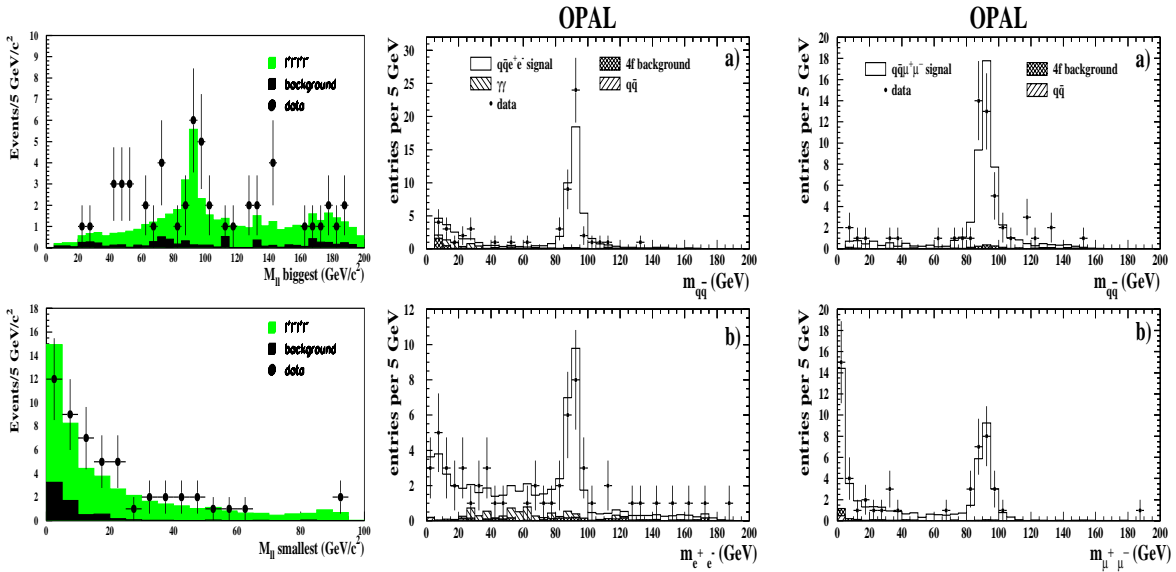 OPAL
OPAL
Events/5 GeV/c²
10
9
8
7
6
5
4
3
2
1
0
l⁺l⁻l⁺l⁻
background
data
0 20 40 60 80 100 120 140 160 180 200
M_ll biggest (GeV/c²)
entries per 5 GeV
30
25
20
15
10
5
0
a)
qq̄e⁺e⁻ signal
4f background
γγ
qq̄
data
0 20 40 60 80 100 120 140 160 180 200
m_qq̄ (GeV)
entries per 5 GeV
20
18
16
14
12
10
8
6
4
2
0
a)
qq̄μ⁺μ⁻ signal
4f background
data
qq̄
0 20 40 60 80 100 120 140 160 180 200
m_qq̄ (GeV)
Events/5 GeV/c²
18
16
14
12
10
8
6
4
2
0
l⁺l⁻l⁺l⁻
background
data
0 20 40 60 80 100
M_ll smallest (GeV/c²)
entries per 5 GeV
12
10
8
6
4
2
0
b)
0 20 40 60 80 100 120 140 160 180 200
m_e⁺e⁻ (GeV)
entries per 5 GeV
20
18
16
14
12
10
8
6
4
2
0
b)
0 20 40 60 80 100 120 140 160 180 200
m_μ⁺μ⁻ (GeV)